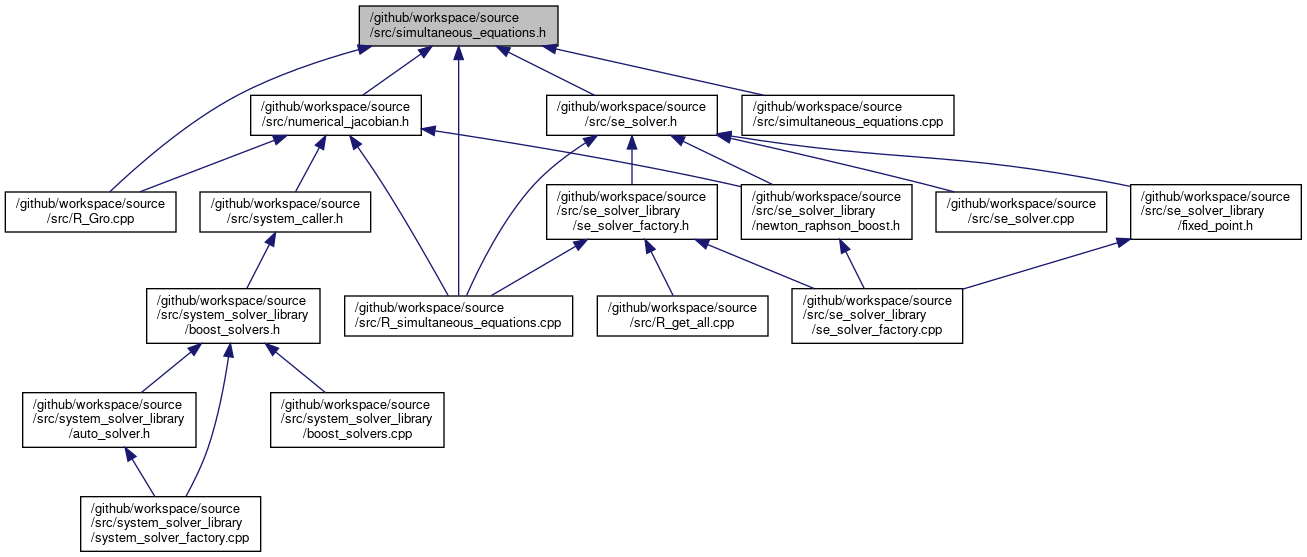 /github/workspace/source
/src/simultaneous_equations.h
/github/workspace/source
/src/numerical_jacobian.h
/github/workspace/source
/src/se_solver.h
/github/workspace/source
/src/simultaneous_equations.cpp
/github/workspace/source
/src/R_Gro.cpp
/github/workspace/source
/src/system_caller.h
/github/workspace/source
/src/se_solver_library
/se_solver_factory.h
/github/workspace/source
/src/se_solver_library
/newton_raphson_boost.h
/github/workspace/source
/src/se_solver.cpp
/github/workspace/source
/src/se_solver_library
/fixed_point.h
/github/workspace/source
/src/system_solver_library
/boost_solvers.h
/github/workspace/source
/src/R_simultaneous_equations.cpp
/github/workspace/source
/src/R_get_all.cpp
/github/workspace/source
/src/se_solver_library
/se_solver_factory.cpp
/github/workspace/source
/src/system_solver_library
/auto_solver.h
/github/workspace/source
/src/system_solver_library
/boost_solvers.cpp
/github/workspace/source
/src/system_solver_library
/system_solver_factory.cpp